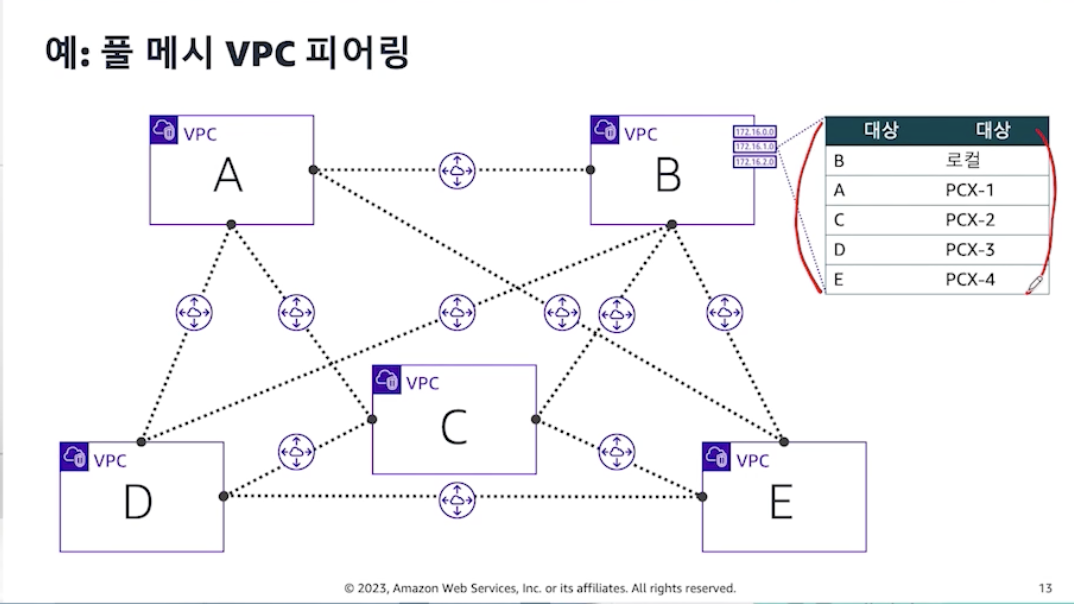 예: 풀 메시 VPC 피어링
VPC
A
VPC
B
172.16.0.0
172.16.1.0
172.16.2.0
대상 대상
B 로컬
A PCX-1
C PCX-2
D PCX-3
E PCX-4
VPC
C
VPC
D
VPC
E
© 2023, Amazon Web Services, Inc. or its affiliates. All rights reserved.
13